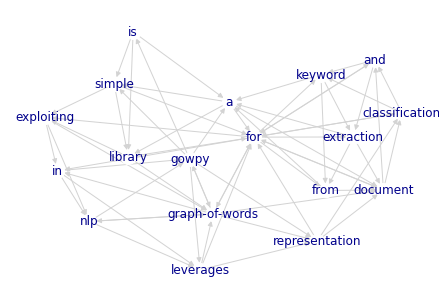 is
and
keyword
simple
a
classification
exploiting
for
extraction
library
gowpy
in
from
document
graph-of-words
nlp
representation
leverages